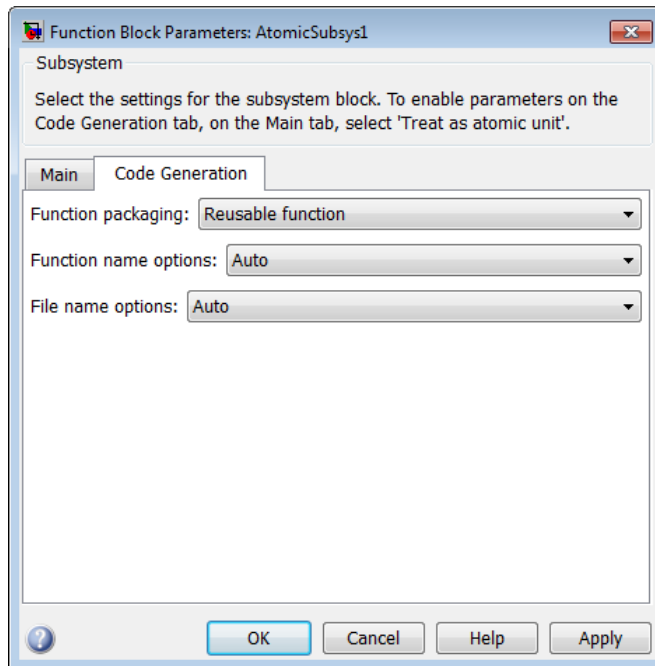 Function Block Parameters: AtomicSubsys1
Subsystem
Select the settings for the subsystem block. To enable parameters on the
Code Generation tab, on the Main tab, select 'Treat as atomic unit'.
Main Code Generation
Function packaging: Reusable function
Function name options: Auto
File name options: Auto
? OK Cancel Help Apply